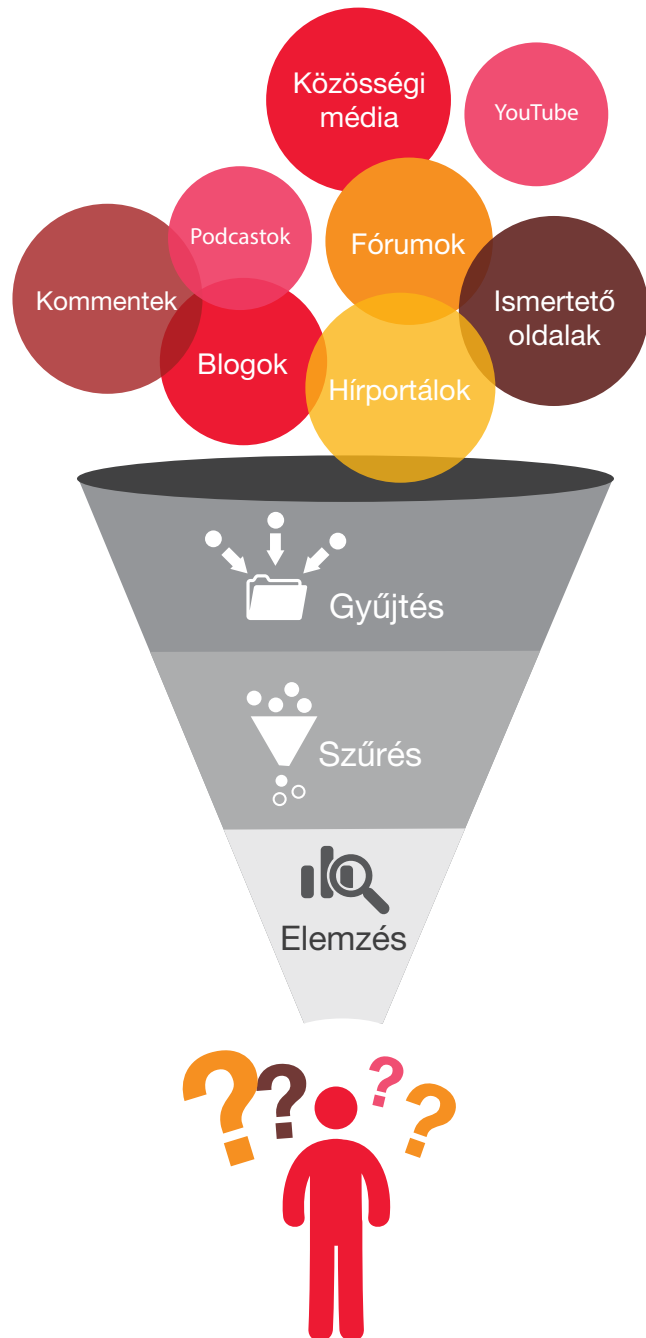 Közösségi
média
YouTube
Podcastok
Fórumok
Kommentek
Ismertető
oldalak
Blogok
Hírportálok
Gyűjtés
Szűrés
Elemzés
? ? ? ?